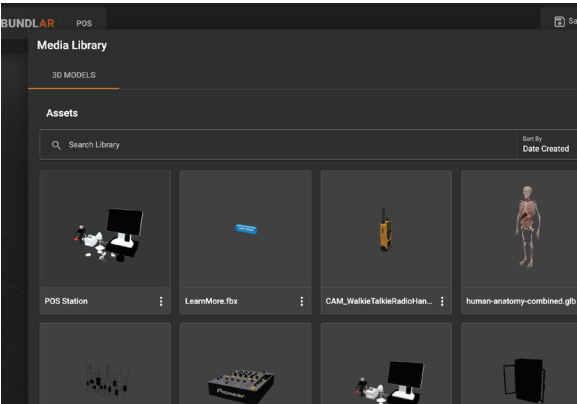 BUNDLAR POS
Media Library
3D MODELS
Assets
Search Library
Sort By
Date Created
POS Station
LearnMore.fbx
CAM_WalkieTalkieRadioHan...
human-anatomy-combined.glb
Pioneer